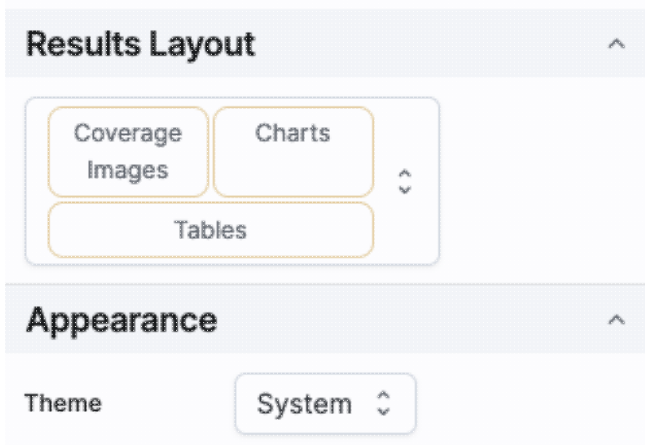 Results Layout
Coverage Images
Charts
Tables
Appearance
Theme
System